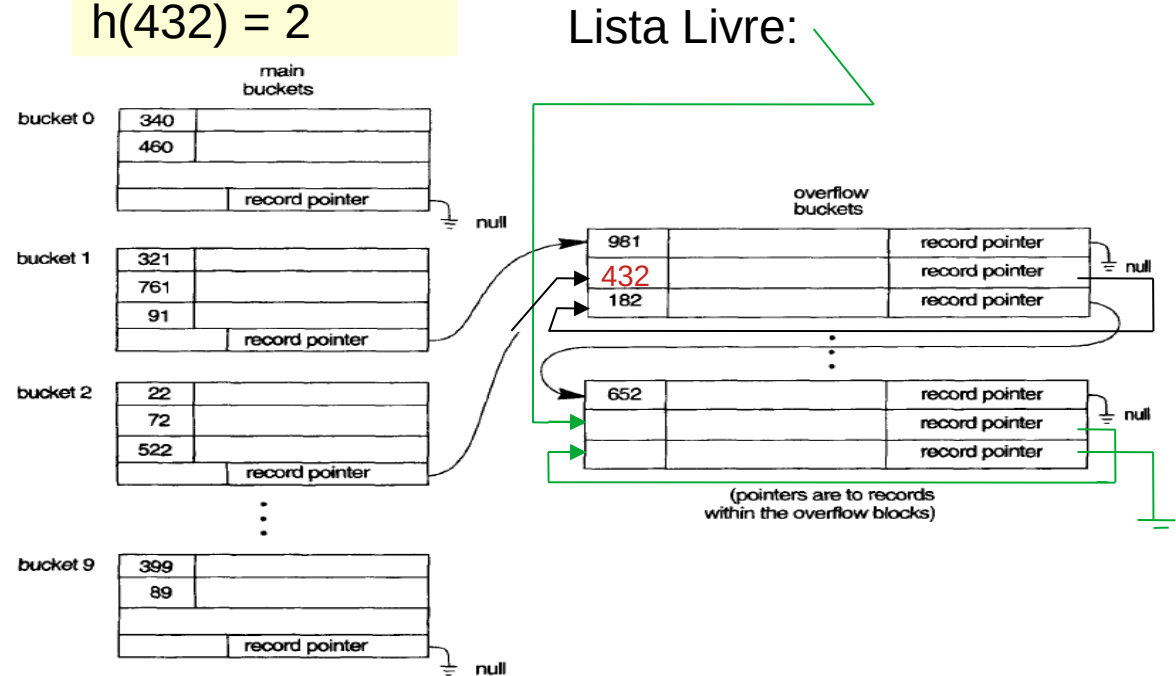 h(432) = 2
Lista Livre:
main
buckets
bucket 0
340
460
record pointer
null
bucket 1
321
761
91
record pointer
bucket 2
22
72
522
record pointer
bucket 9
399
89
record pointer
null
overflow
buckets
981
record pointer
null
432
record pointer
182
record pointer
652
record pointer
null
record pointer
record pointer
(pointers are to records
within the overflow blocks)